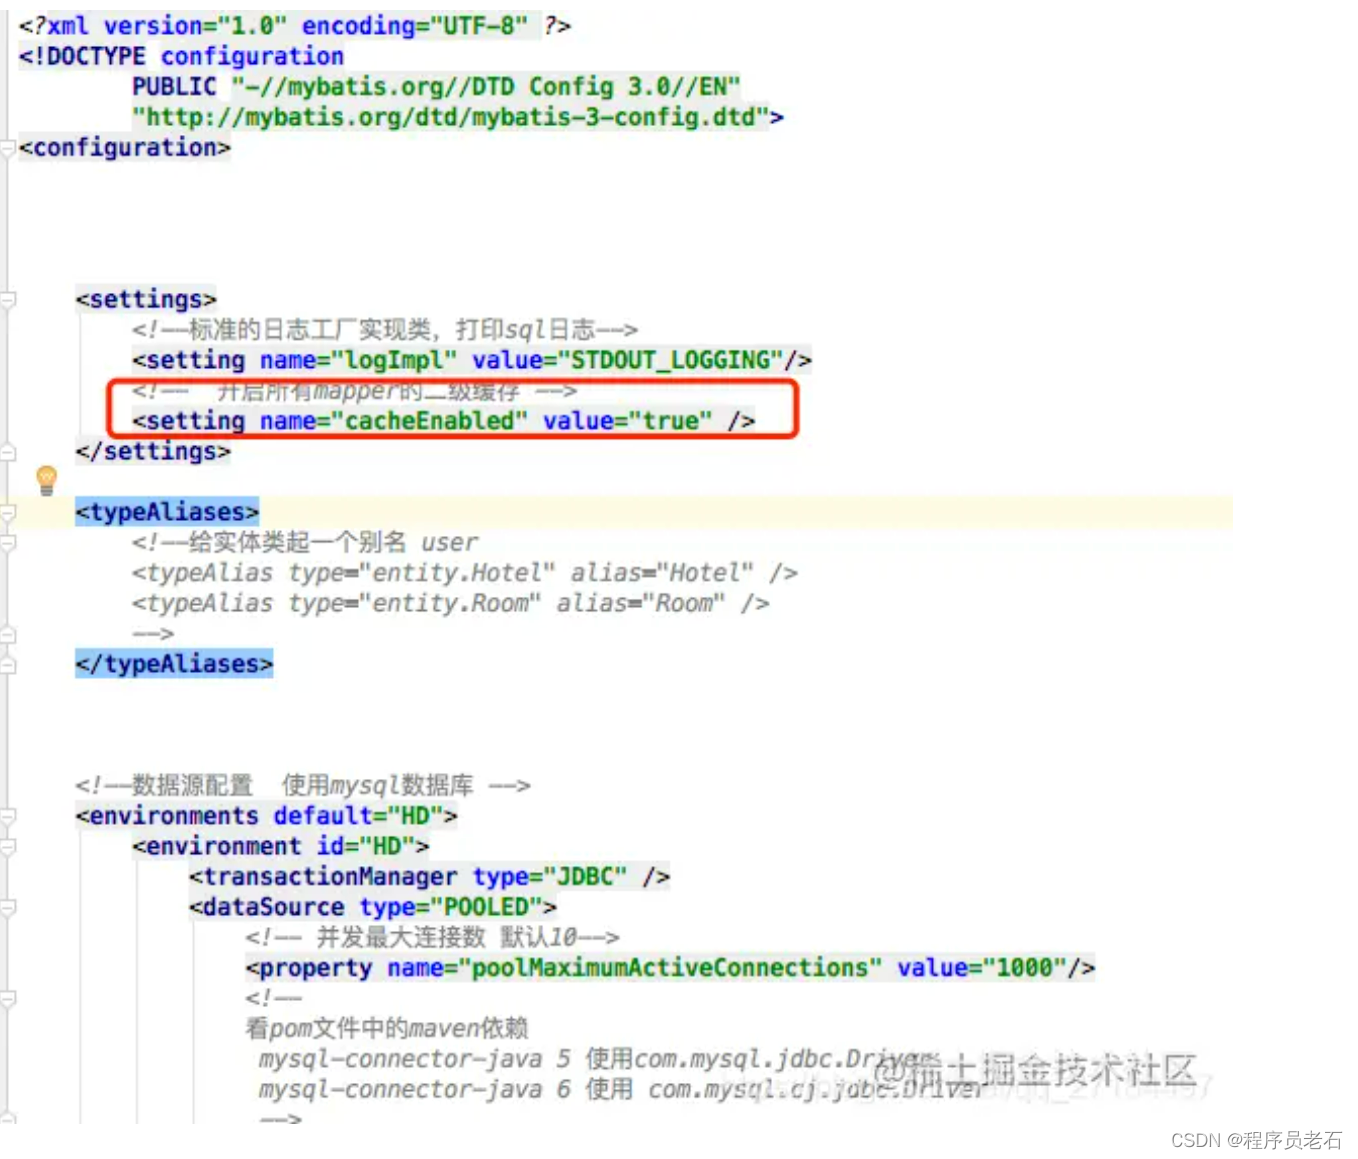 <?xml version="1.0" encoding="UTF-8" ?>
<!DOCTYPE configuration
PUBLIC "-//mybatis.org//DTD Config 3.0//EN"
"http://mybatis.org/dtd/mybatis-3-config.dtd">
<configuration>
<settings>
<!--标准的日志工厂实现类，打印sql日志-->
<setting name="logImpl" value="STDOUT_LOGGING"/>
<!-- 开启所有mapper的二级缓存 -->
<setting name="cacheEnabled" value="true" />
</settings>
<typeAliases>
<!--给实体类起一个别名 user
<typeAlias type="entity.Hotel" alias="Hotel" />
<typeAlias type="entity.Room" alias="Room" />
-->
</typeAliases>
<!--数据源配置 使用mysql数据库 -->
<environments default="HD">
<environment id="HD">
<transactionManager type="JDBC" />
<dataSource type="POOLED">
<!-- 并发最大连接数 默认10-->
<property name="poolMaximumActiveConnections" value="1000"/>
<!--
看pom文件中的maven依赖
mysql-connector-java 5 使用com.mysql.jdbc.Driver
mysql-connector-java 6 使用 com.mysql.cj.jdbc.Driver
-->
@稀土掘金技术社区
CSDN @程序员老石